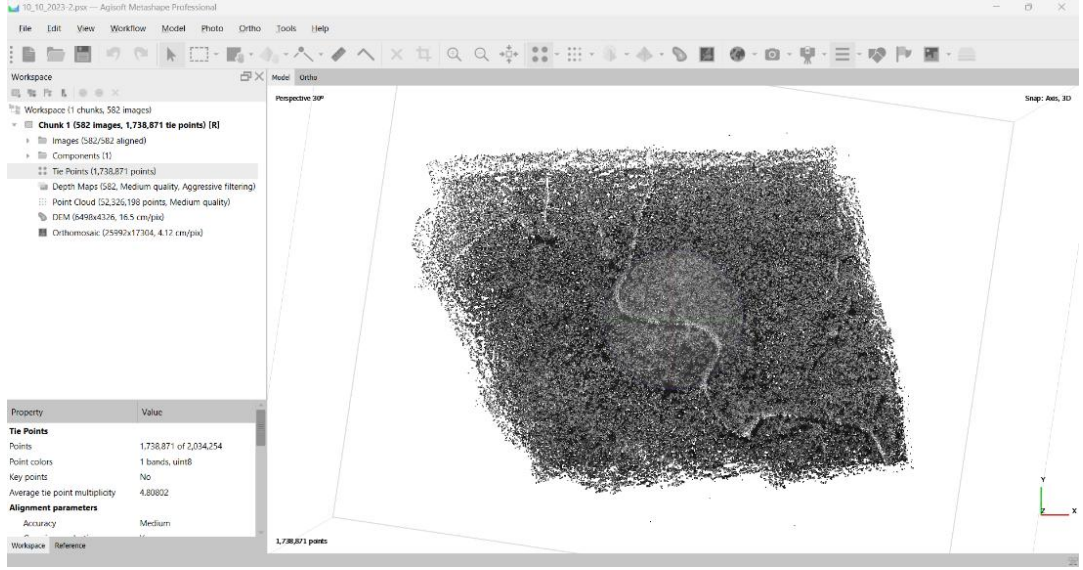 10_10_2023-2.psx — Agisoft Metashape Professional
File Edit View Workflow Model Photo Ortho Tools Help
Workspace
Model Ortho
Perspective 30°
Snap: Axis, 3D
Workspace (1 chunks, 582 images)
Chunk 1 (582 images, 1,738,871 tie points) [R]
Images (582/582 aligned)
Components (1)
Tie Points (1,738,871 points)
Depth Maps (582, Medium quality, Aggressive filtering)
Point Cloud (52,326,198 points, Medium quality)
DEM (6498x4326, 16.5 cm/pix)
Orthomosaic (25992x17304, 4.12 cm/pix)
Property Value
Tie Points
Points 1,738,871 of 2,034,254
Point colors 1 bands, uint8
Key points No
Average tie point multiplicity 4.80802
Alignment parameters
Accuracy Medium
Workspace Reference
1,738,871 points
Y
Z X